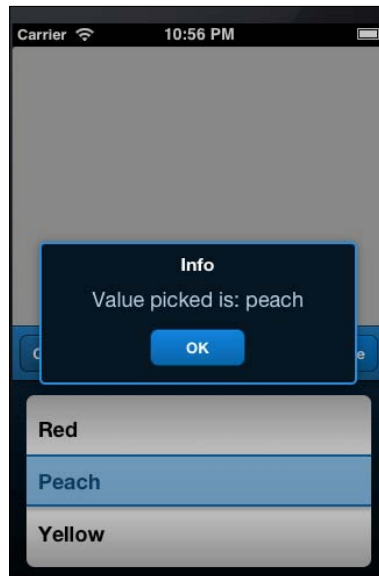 Carrier 10:56 PM
Info
Value picked is: peach
OK
Red
Peach
Yellow